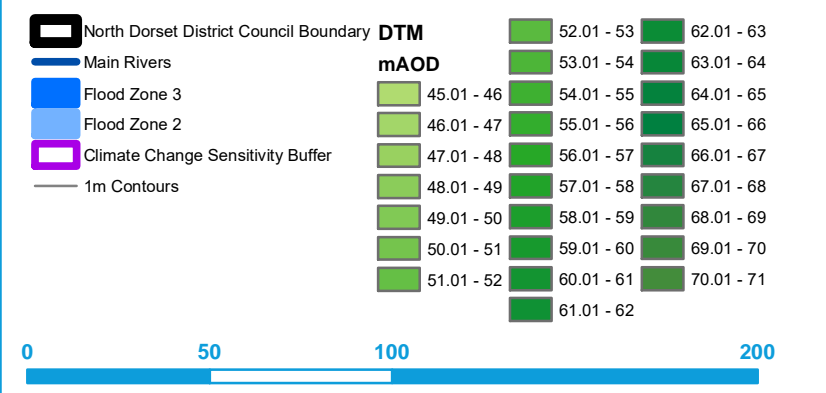 North Dorset District Council Boundary
Main Rivers
Flood Zone 3
Flood Zone 2
Climate Change Sensitivity Buffer
1m Contours
DTM
mAOD
45.01 - 46
46.01 - 47
47.01 - 48
48.01 - 49
49.01 - 50
50.01 - 51
51.01 - 52
52.01 - 53
53.01 - 54
54.01 - 55
55.01 - 56
56.01 - 57
57.01 - 58
58.01 - 59
59.01 - 60
60.01 - 61
61.01 - 62
62.01 - 63
63.01 - 64
64.01 - 65
65.01 - 66
66.01 - 67
67.01 - 68
68.01 - 69
69.01 - 70
70.01 - 71
0 50 100 200